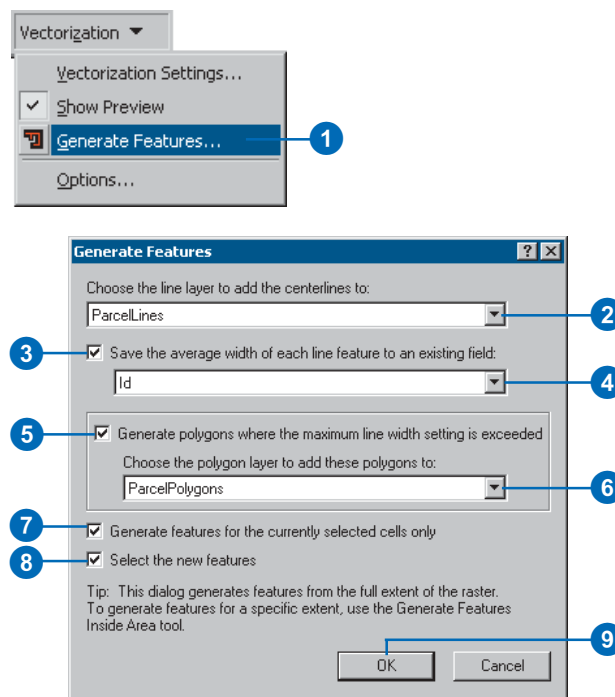 Vectorization
Vectorization Settings...
Show Preview
Generate Features...
1
Options...
Generate Features
Choose the line layer to add the centerlines to:
ParcelLines
2
3
Save the average width of each line feature to an existing field:
Id
4
5
Generate polygons where the maximum line width setting is exceeded
Choose the polygon layer to add these polygons to:
ParcelPolygons
6
7
Generate features for the currently selected cells only
8
Select the new features
Tip: This dialog generates features from the full extent of the raster.
To generate features for a specific extent, use the Generate Features
Inside Area tool.
9
OK
Cancel